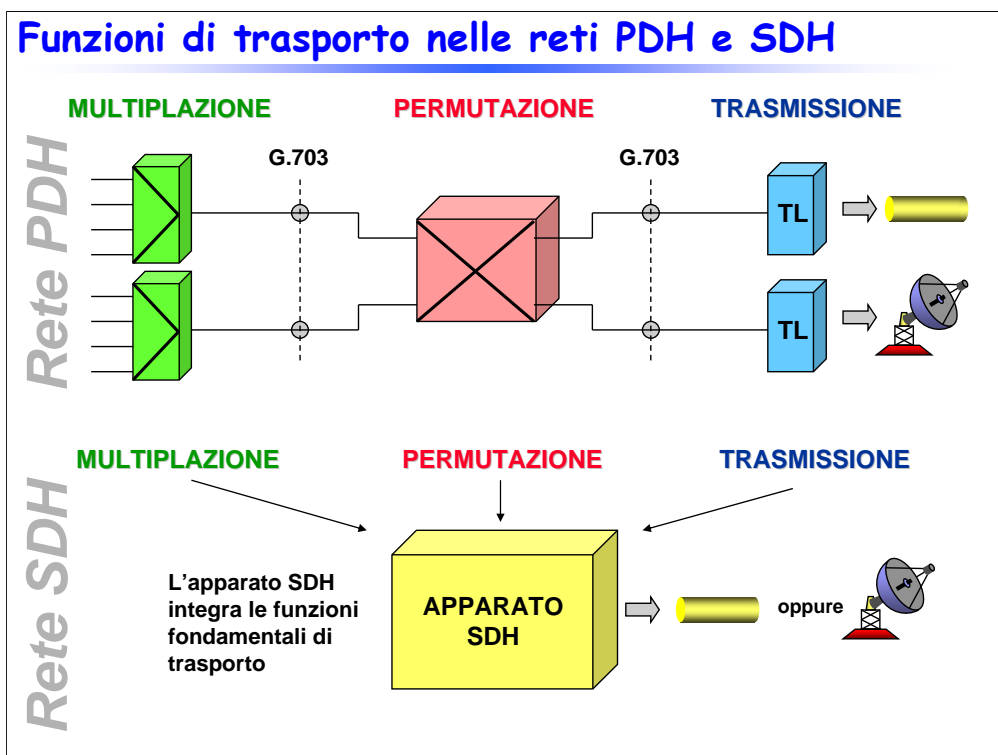 Funzioni di trasporto nelle reti PDH e SDH
MULTIPLAZIONE
PERMUTAZIONE
TRASMISSIONE
Rete PDH
G.703
G.703
TL
TL
MULTIPLAZIONE
PERMUTAZIONE
TRASMISSIONE
Rete SDH
L'apparato SDH
integra le funzioni
fondamentali di
trasporto
APPARATO
SDH
oppure